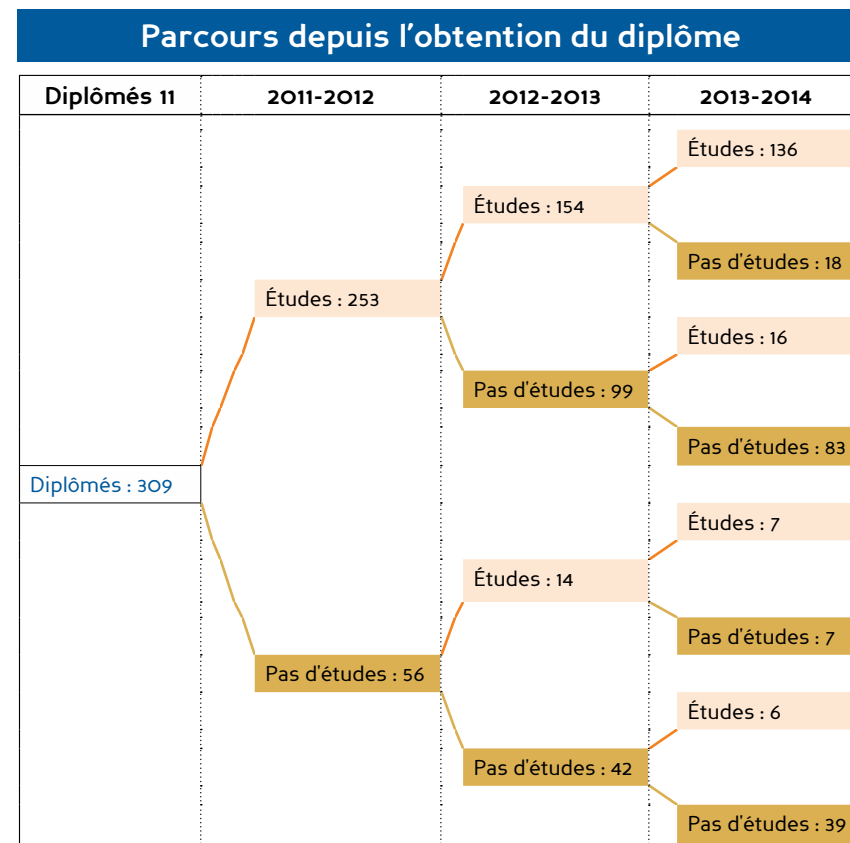 Parcours depuis l'obtention du diplôme
Diplômés 11 2011-2012 2012-2013 2013-2014
Études : 136
Études : 154
Pas d'études : 18
Études : 253
Études : 16
Pas d'études : 99
Pas d'études : 83
Diplômés : 309
Études : 7
Études : 14
Pas d'études : 7
Pas d'études : 56
Études : 6
Pas d'études : 42
Pas d'études : 39